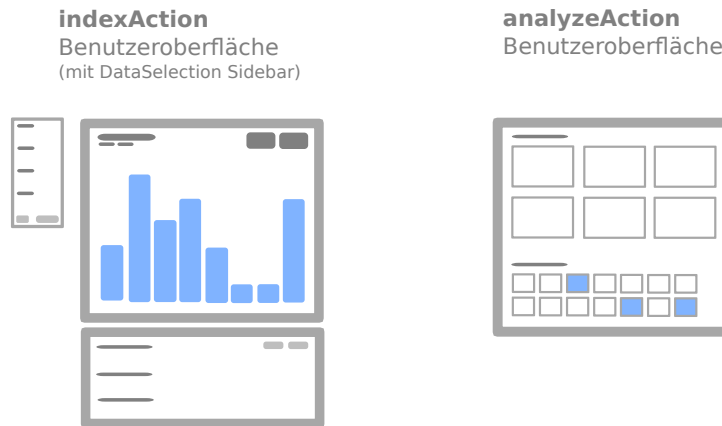 indexAction
Benutzeroberfläche
(mit DataSelection Sidebar)
analyzeAction
Benutzeroberfläche